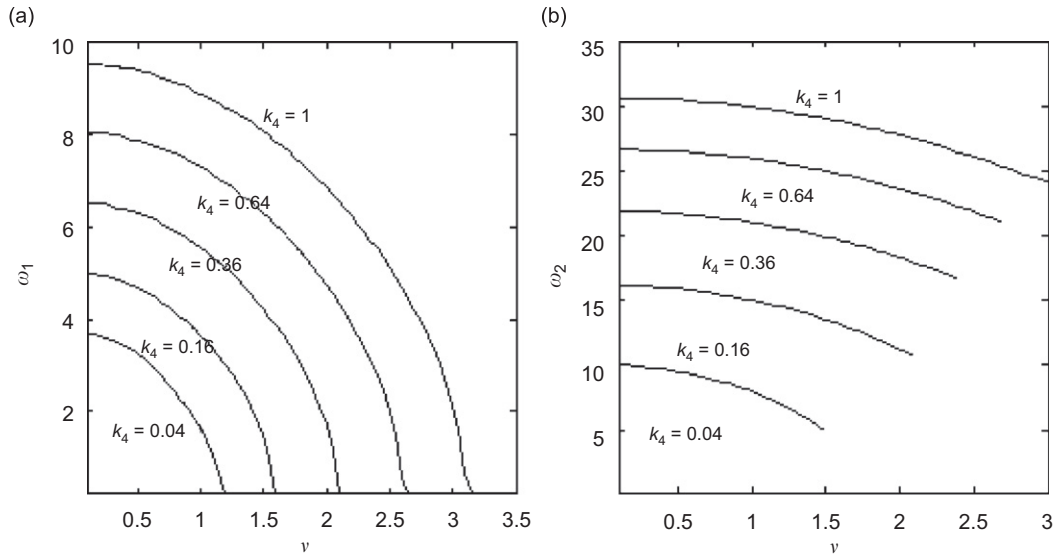 (a)
10
8
6
4
2
ω1
k4 = 1
k4 = 0.64
k4 = 0.36
k4 = 0.16
k4 = 0.04
0.5 1 1.5 2 2.5 3 3.5
v
(b)
35
30
25
20
15
10
5
ω2
k4 = 1
k4 = 0.64
k4 = 0.36
k4 = 0.16
k4 = 0.04
0.5 1 1.5 2 2.5 3
v